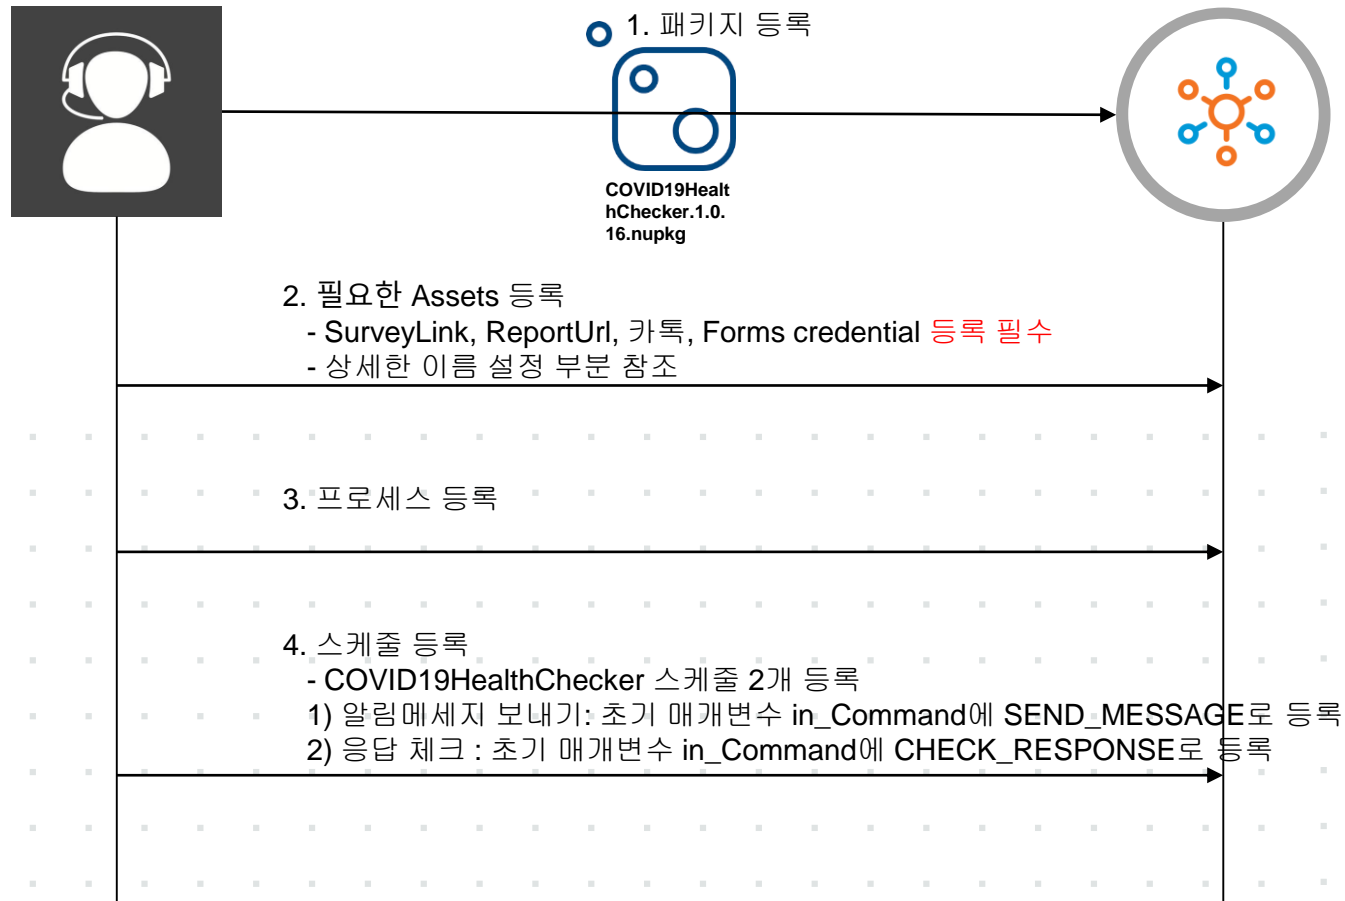 1. 패키지 등록
COVID19Healt
hChecker.1.0.
16.nupkg
2. 필요한 Assets 등록
- SurveyLink, ReportUrl, 카톡, Forms credential 등록 필수
- 상세한 이름 설정 부분 참조
3. 프로세스 등록
4. 스케줄 등록
- COVID19HealthChecker 스케줄 2개 등록
1) 알림메세지 보내기: 초기 매개변수 in_Command에 SEND_MESSAGE로 등록
2) 응답 체크 : 초기 매개변수 in_Command에 CHECK_RESPONSE로 등록